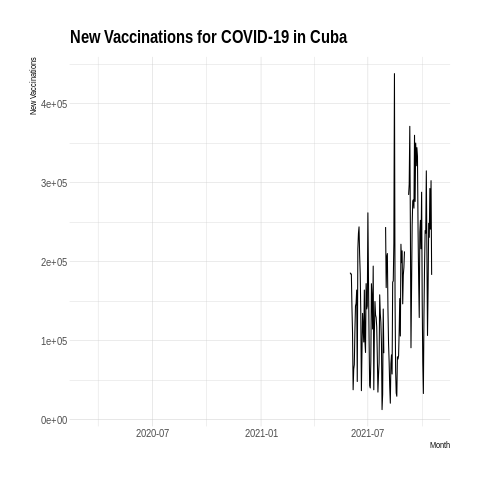 New Vaccinations for COVID-19 in Cuba
New Vaccinations
4e+05
3e+05
2e+05
1e+05
0e+00
2020-07
2021-01
2021-07
Month